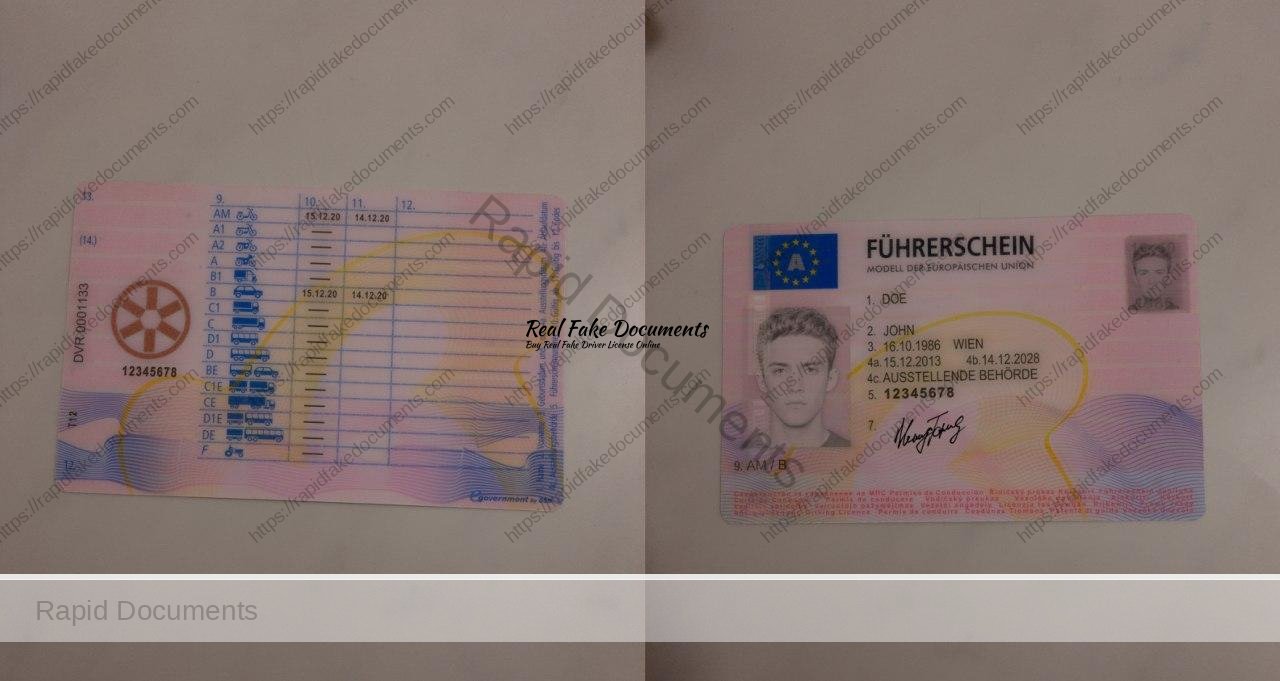 https://rapidfakedocuments.com
Real Fake Documents
Buy Real Fake Driver License Online
Rapid Documents
Rapid Documents
13.
(14.)
DVR 0001133
12345678
T12
12.
9. 10. 11. 12.
AM 15.12.20 14.12.20
A1 —
A2 —
A —
B1 —
B 15.12.20 14.12.20
C1 —
C —
D1 —
D —
BE —
C1E —
CE —
D1E —
DE —
F —
egovernment
A
FÜHRERSCHEIN
MODELL DER EUROPÄISCHEN UNION
1. DOE
2. JOHN
3. 16.10.1986 WIEN
4a. 15.12.2013 4b. 14.12.2028
4c. AUSSTELLENDE BEHÖRDE
5. 12345678
7.
9. AM / B